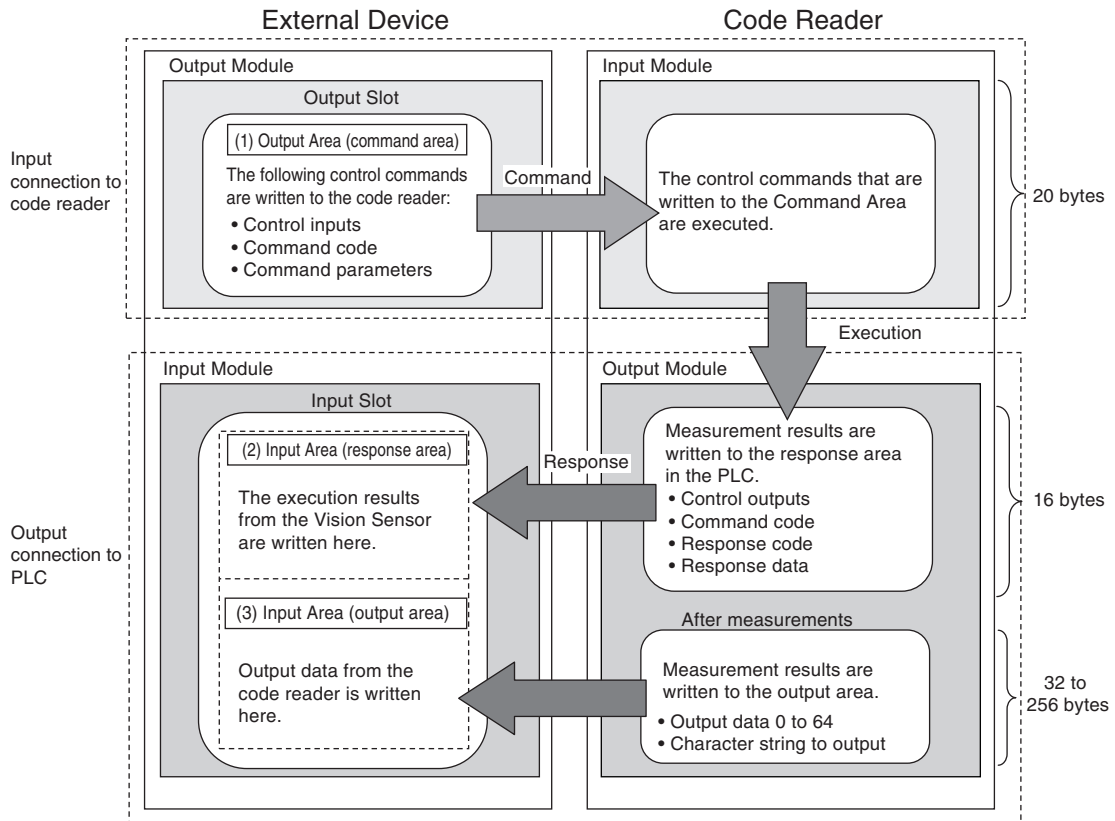 External Device
Code Reader
Output Module
Input Module
Output Slot
(1) Output Area (command area)
The following control commands
are written to the code reader:
• Control inputs
• Command code
• Command parameters
Command
The control commands that are
written to the Command Area
are executed.
Input
connection to
code reader
20 bytes
Execution
Input Module
Output Module
Input Slot
(2) Input Area (response area)
The execution results
from the Vision Sensor
are written here.
Response
Measurement results are
written to the response area
in the PLC.
• Control outputs
• Command code
• Response code
• Response data
16 bytes
Output
connection to
PLC
(3) Input Area (output area)
Output data from the
code reader is written
here.
After measurements
Measurement results are
written to the output area.
• Output data 0 to 64
• Character string to output
32 to
256 bytes